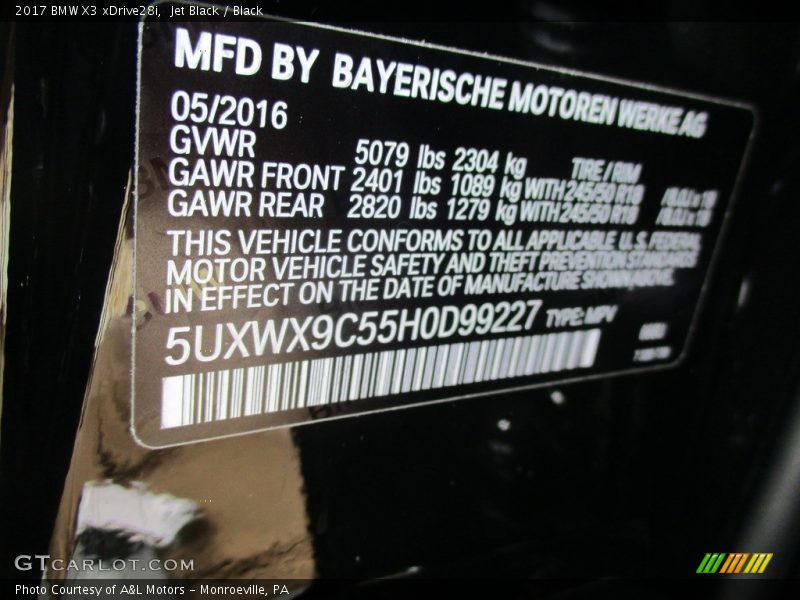 2017 BMW X3 xDrive28i, Jet Black / Black
MFD BY BAYERISCHE MOTOREN WERKE AG
05/2016
GVWR 5079 lbs 2304 kg TIRE / RIM
GAWR FRONT 2401 lbs 1089 kg WITH 245/50 R18
GAWR REAR 2820 lbs 1279 kg WITH 245/50 R18
THIS VEHICLE CONFORMS TO ALL APPLICABLE U.S. FEDERAL
MOTOR VEHICLE SAFETY AND THEFT PREVENTION STANDARDS
IN EFFECT ON THE DATE OF MANUFACTURE SHOWN ABOVE.
5UXWX9C55H0D99227 TYPE: MPV
GTCARLOT.COM
Photo Courtesy of A&L Motors - Monroeville, PA